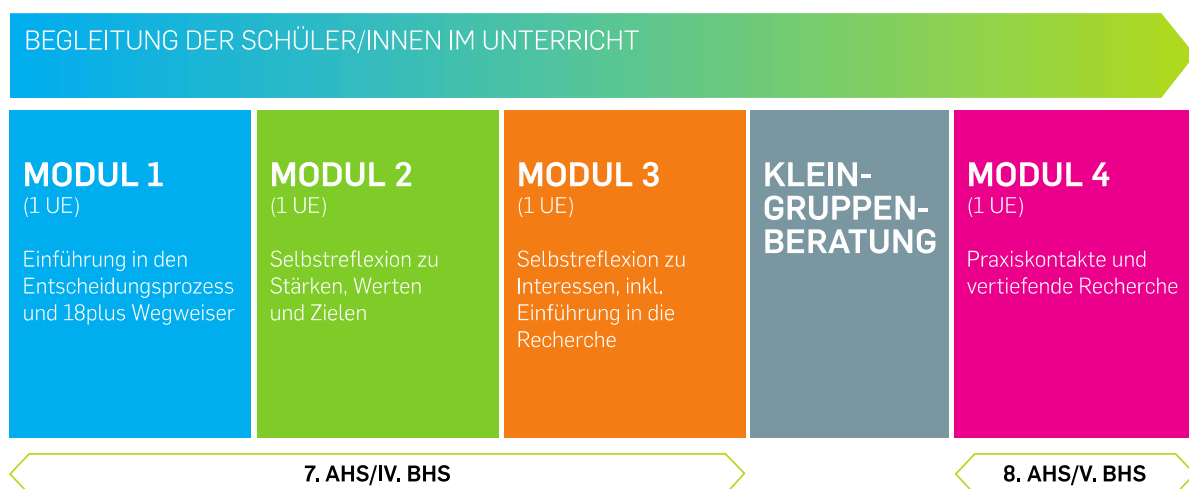 BEGLEITUNG DER SCHÜLER/INNEN IM UNTERRICHT
MODUL 1
(1 UE)
Einführung in den
Entscheidungsprozess
und 18plus Wegweiser
MODUL 2
(1 UE)
Selbstreflexion zu
Stärken, Werten
und Zielen
MODUL 3
(1 UE)
Selbstreflexion zu
Interessen, inkl.
Einführung in die
Recherche
KLEIN-
GRUPPEN-
BERATUNG
MODUL 4
(1 UE)
Praxiskontakte und
vertiefende Recherche
7. AHS/IV. BHS
8. AHS/V. BHS